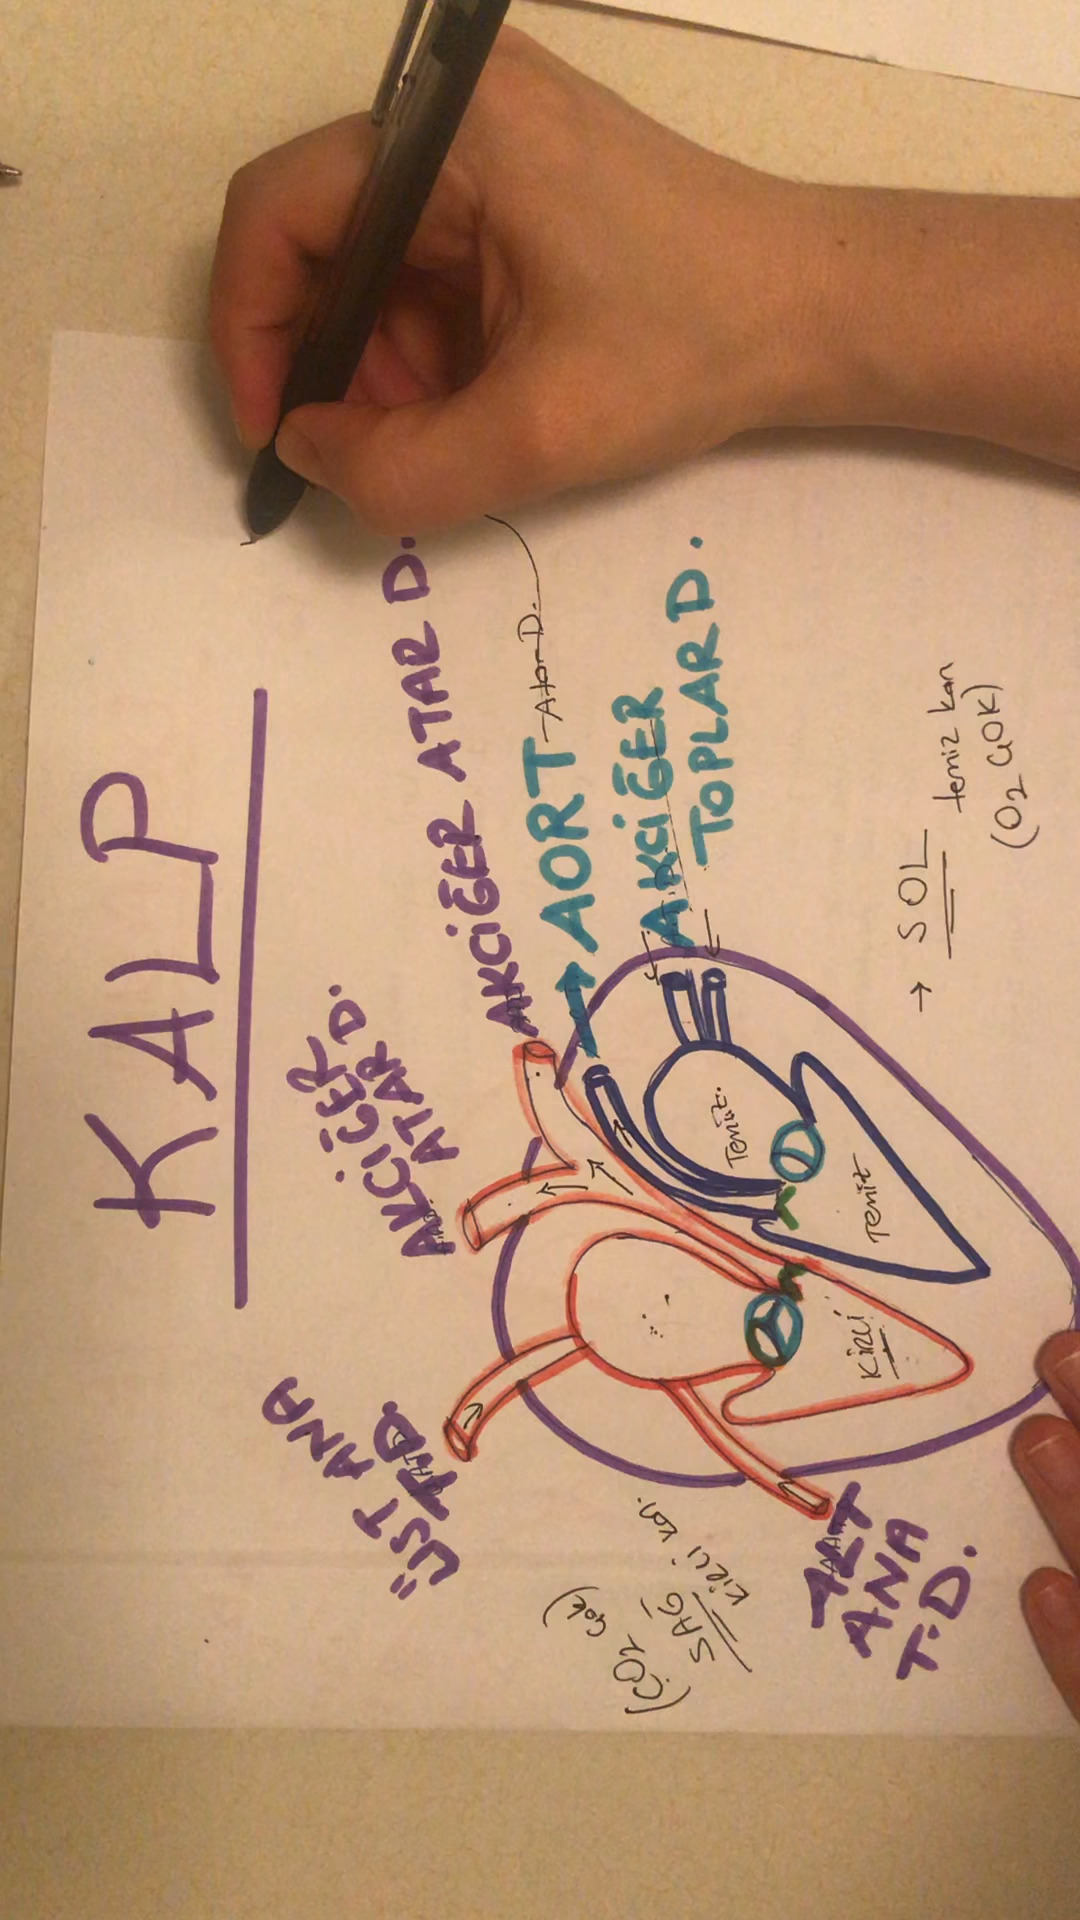 KALP
AKCİĞER
ATAR D.
AKCİĞER ATAR D.
ÜST ANA
T.D.
→ AORT - Atar D.
AKCİĞER
TOPLAR D.
Temiz
Temiz
Kirli
(CO2 çok)
SAĞ
Kirli kan.
ALT
ANA
T.D.
→ SOL
temiz kan
(O2 ÇOK)